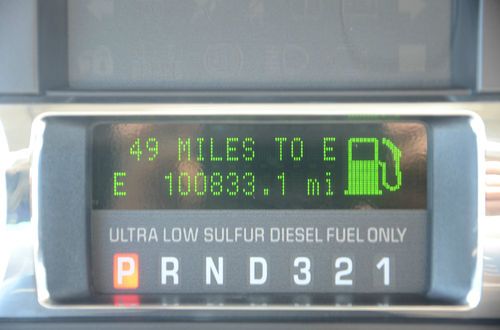 49 MILES TO E
E 100833.1 mi
ULTRA LOW SULFUR DIESEL FUEL ONLY
P R N D 3 2 1